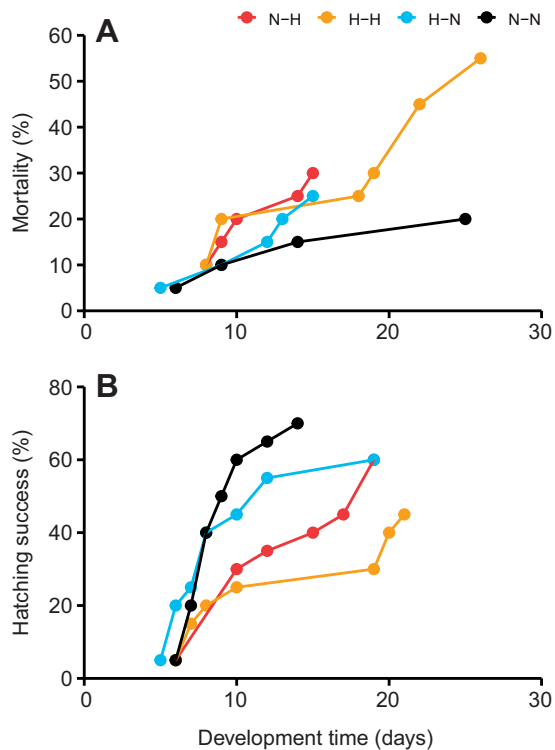 N–H H–H H–N N–N
A
60
50
40
30
20
10
0
Mortality (%)
0 10 20 30
B
80
60
40
20
0
Hatching success (%)
0 10 20 30
Development time (days)